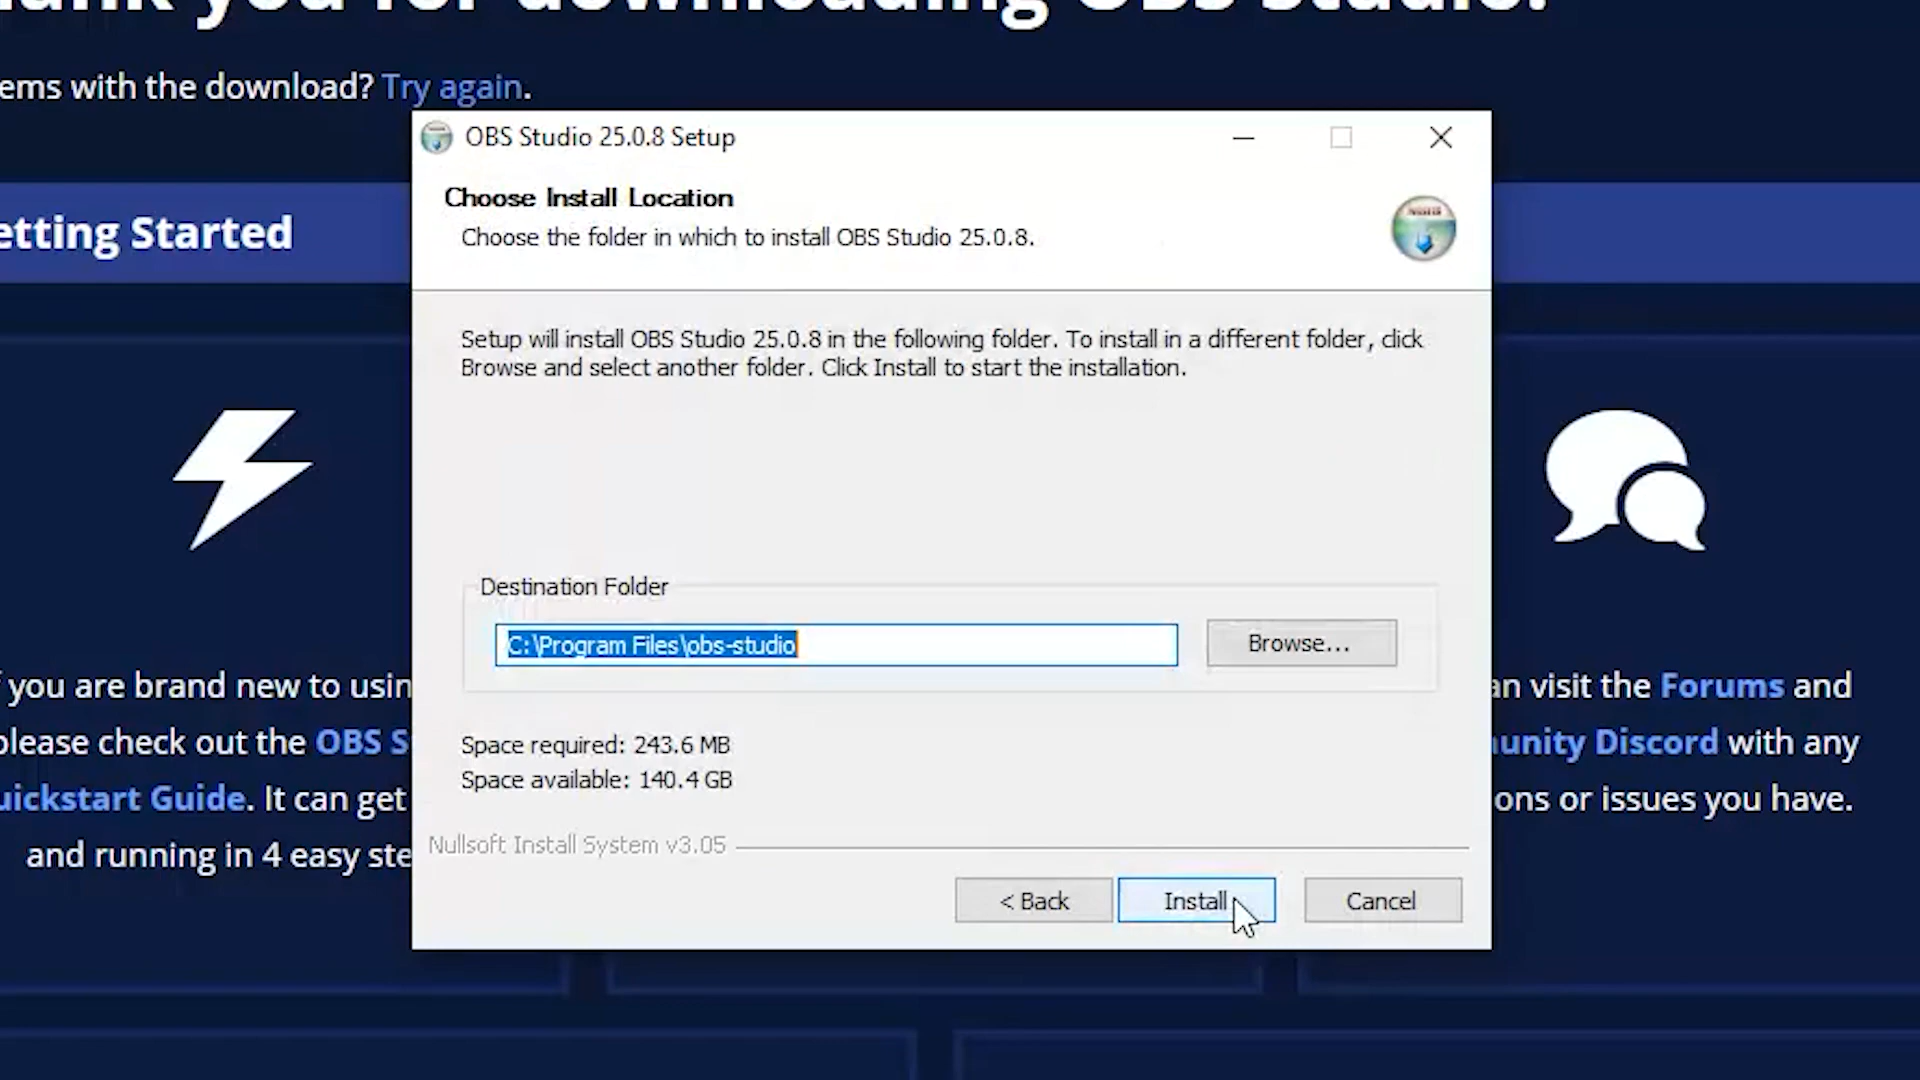 you for downloading OBS Studio.
ems with the download? Try again.
OBS Studio 25.0.8 Setup
Choose Install Location
Choose the folder in which to install OBS Studio 25.0.8.
etting Started
Setup will install OBS Studio 25.0.8 in the following folder. To install in a different folder, click
Browse and select another folder. Click Install to start the installation.
Destination Folder
C:\Program Files\obs-studio
Browse...
Space required: 243.6 MB
Space available: 140.4 GB
Nullsoft Install System v3.05
< Back
Install
Cancel
you are brand new to usin
please check out the OBS S
uickstart Guide. It can get
and running in 4 easy ste
an visit the Forums and
unity Discord with any
ons or issues you have.